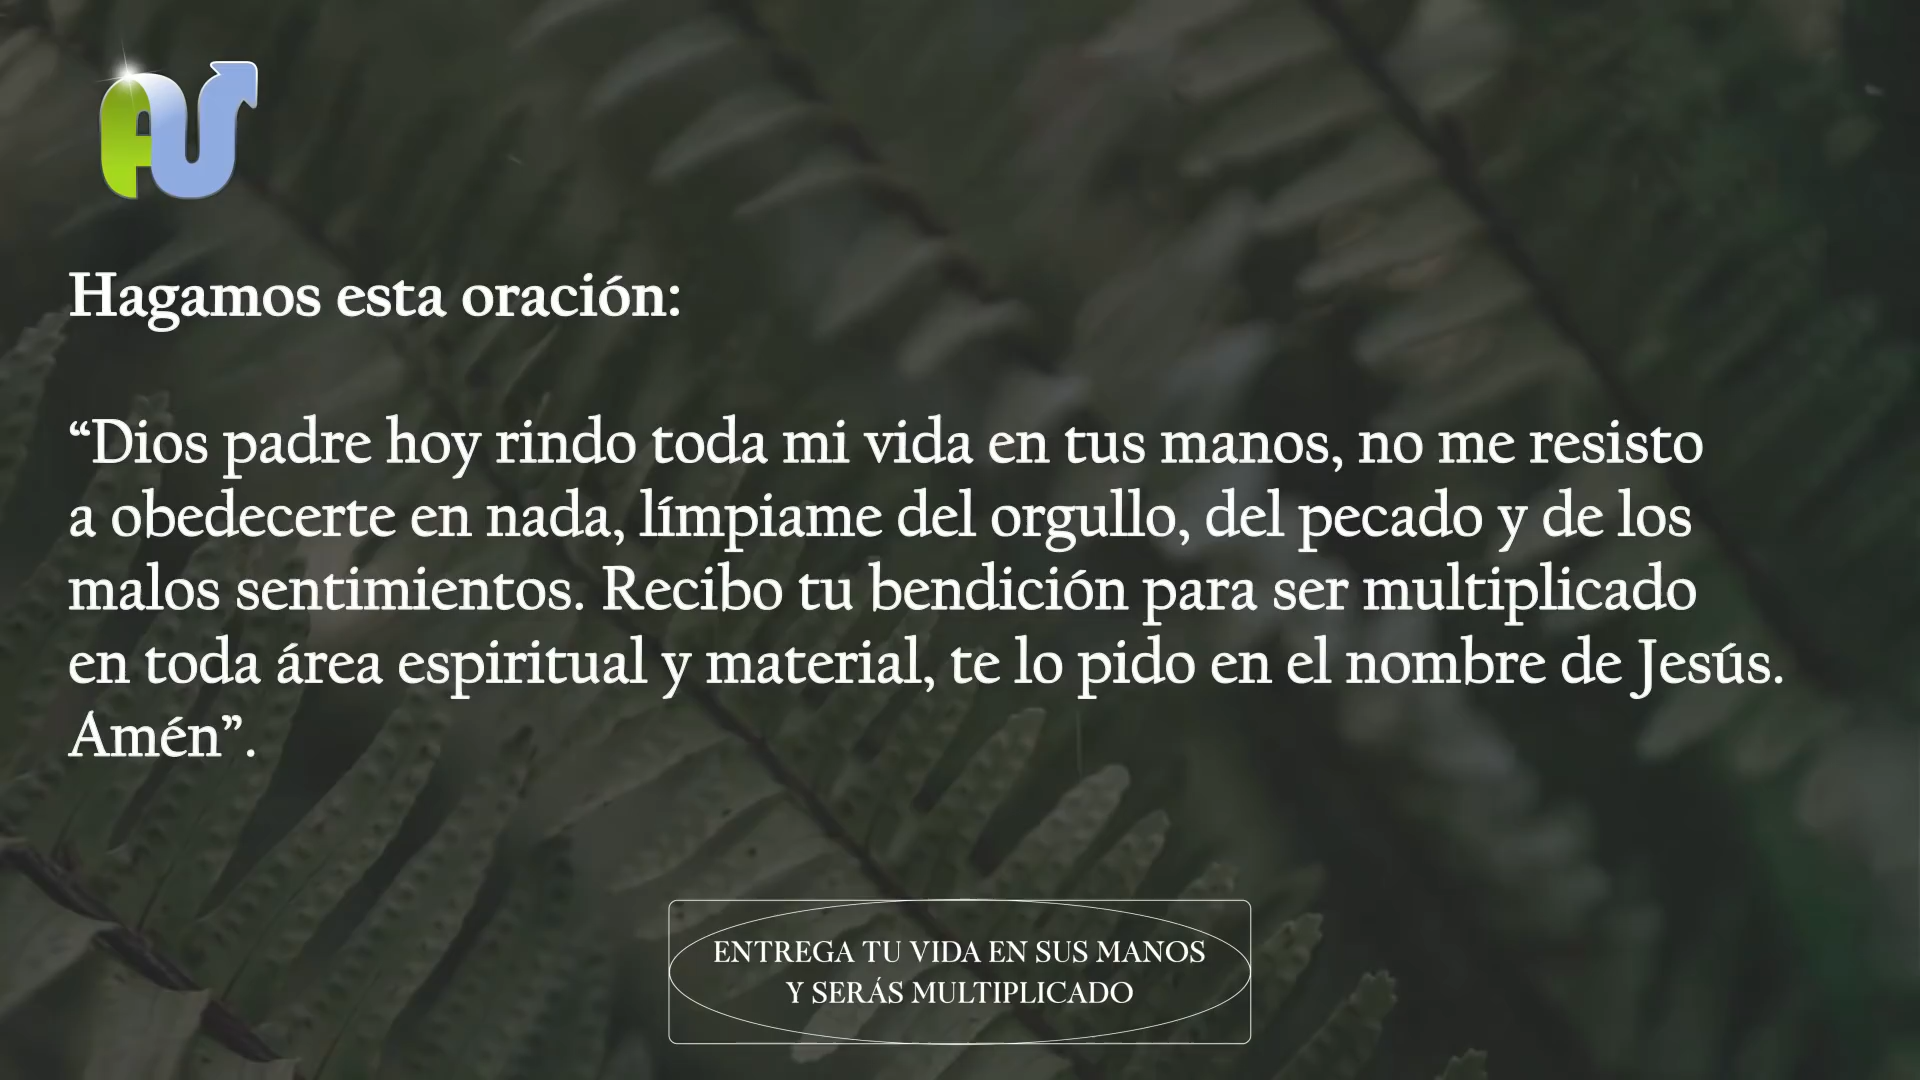 Hagamos esta oración:
“Dios padre hoy rindo toda mi vida en tus manos, no me resisto
a obedecerte en nada, límpiame del orgullo, del pecado y de los
malos sentimientos. Recibo tu bendición para ser multiplicado
en toda área espiritual y material, te lo pido en el nombre de Jesús.
Amén”.
ENTREGA TU VIDA EN SUS MANOS
Y SERÁS MULTIPLICADO